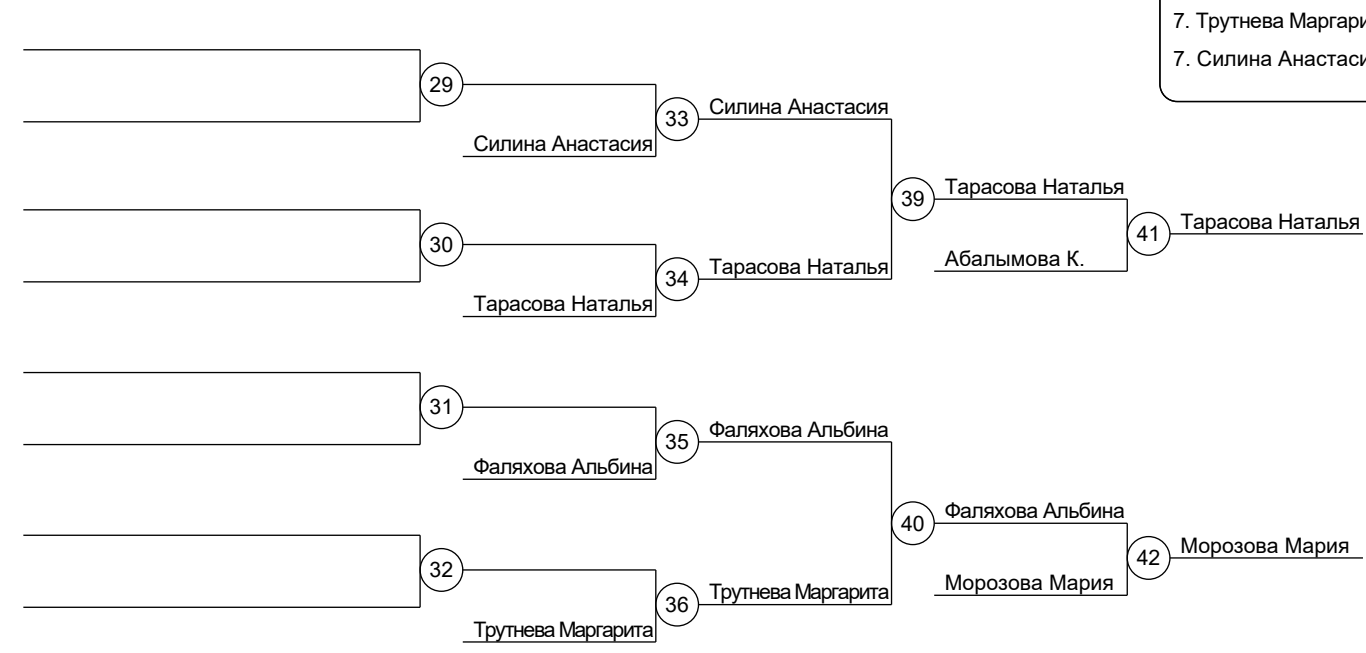 7. Трутнева Маргари
7. Силина Анастаси
29
33
Силина Анастасия
Силина Анастасия
39
Тарасова Наталья
41
Тарасова Наталья
30
34
Тарасова Наталья
Абалымова К.
Тарасова Наталья
31
35
Фаляхова Альбина
Фаляхова Альбина
40
Фаляхова Альбина
42
Морозова Мария
32
36
Трутнева Маргарита
Морозова Мария
Трутнева Маргарита